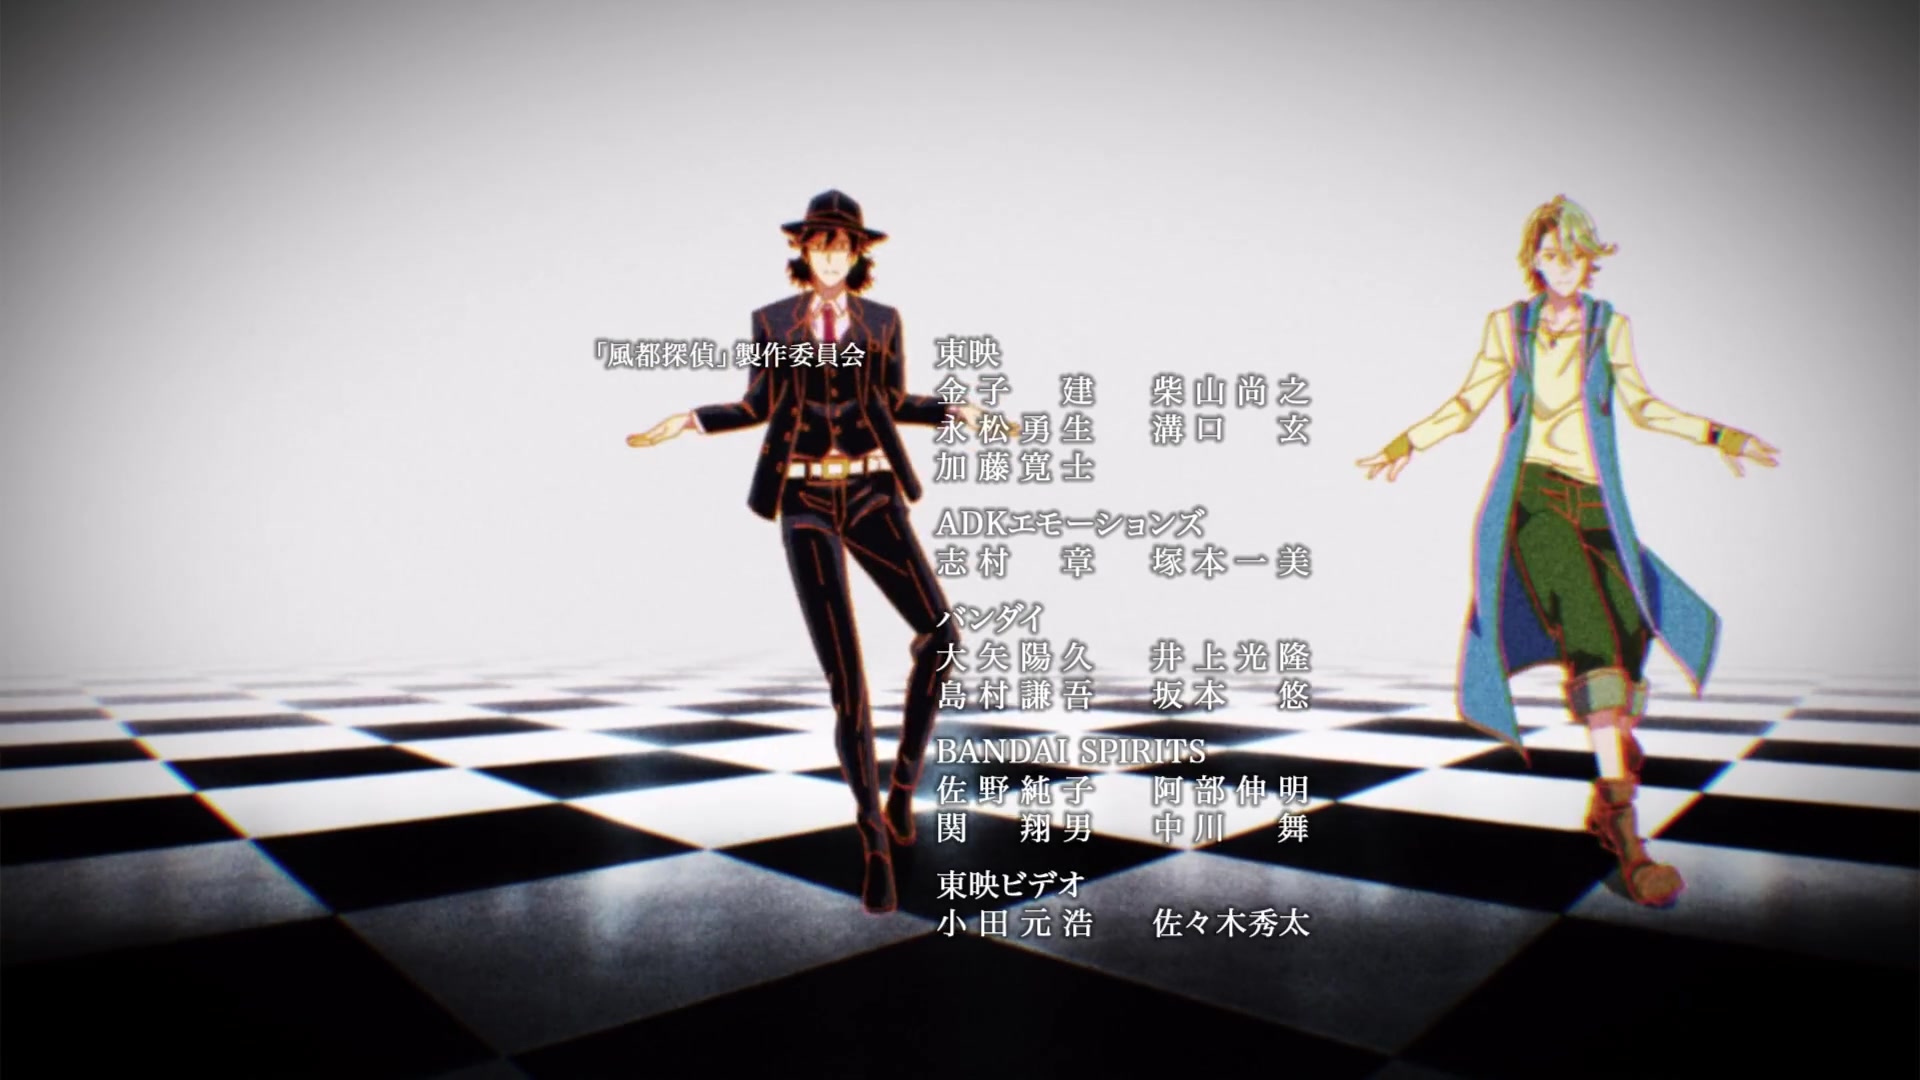 「風都探偵」製作委員会
東映
金子 建 柴山尚之
永松勇生 溝口 玄
加藤寛士
ADKエモーションズ
志村 章 塚本一美
バンダイ
大矢陽久 井上光隆
島村謙吾 坂本 悠
BANDAI SPIRITS
佐野純子 阿部伸明
関 翔男 中川 舞
東映ビデオ
小田元浩 佐々木秀太